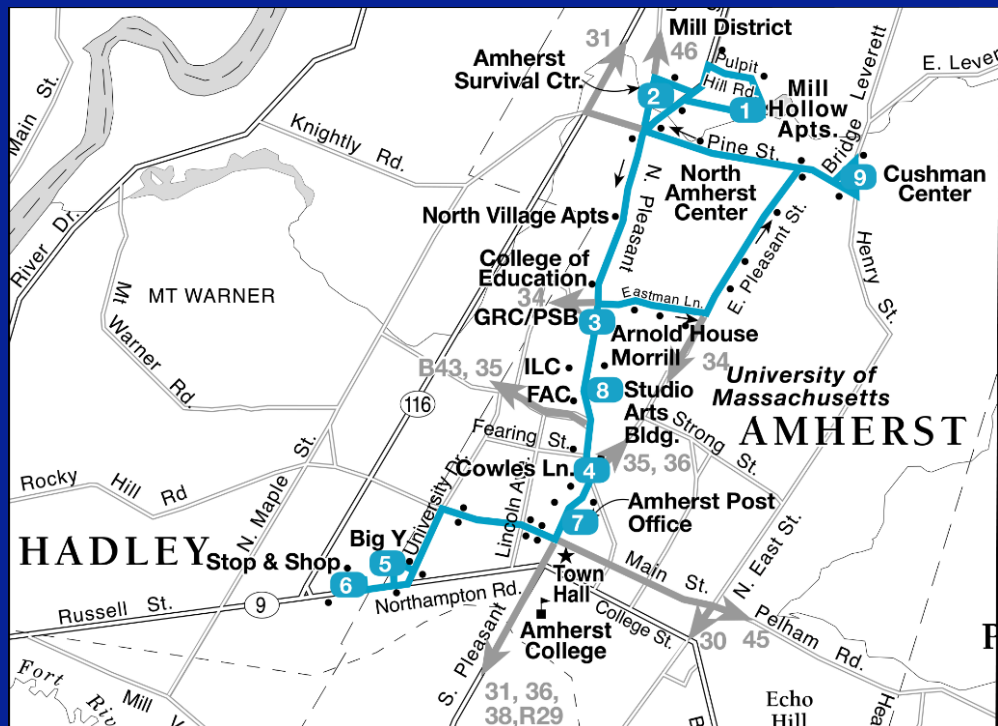 Mill District
31
46
Amherst
Survival Ctr.
Pulpit
Hill Rd.
2
1
Mill
Hollow
Apts.
Bridge
Leverett
E. Lever
Main St.
Knightly Rd.
Pine St.
9
Cushman
Center
North
Amherst
Center
River Dr.
N. Pleasant
North Village Apts
E. Pleasant St.
Henry St.
College of
Education
Eastman Ln.
34
MT WARNER
Mt Warner Rd.
GRC/PSB
3
Arnold House
Morrill
34
B43, 35
ILC
8
Studio
Arts
Bldg.
FAC
University of
Massachusetts
AMHERST
116
Fearing St.
Strong St.
Cowles Ln.
4
35, 36
Rocky Hill Rd
N. Maple St.
University Dr.
Lincoln Ave.
7
Amherst Post
Office
HADLEY
Big Y
5
Stop & Shop
6
Town
Hall
Main St.
N. East St.
Russell St.
9
Northampton Rd.
College St.
Amherst
College
30
45
Pelham Rd.
S. Pleasant
31, 36,
38,R29
Fort
Riv
Mill
Echo
Hill